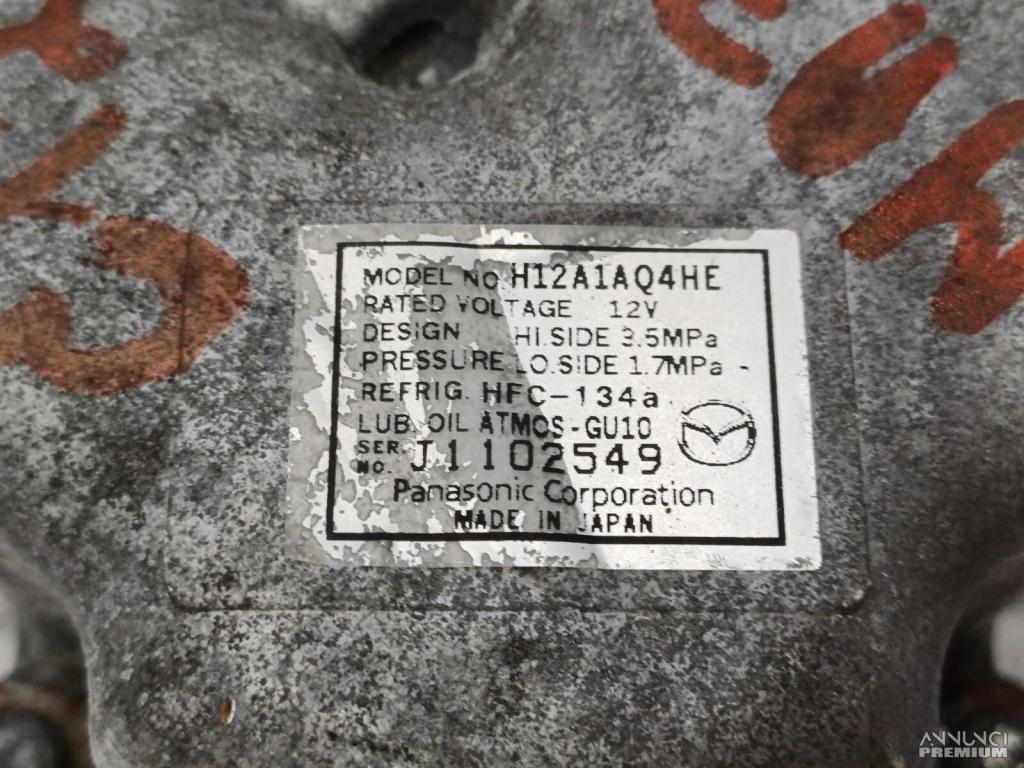 MODEL NO. H12A1AQ4HE
RATED VOLTAGE 12V
DESIGN HI.SIDE 3.5MPa
PRESSURE LO.SIDE 1.7MPa -
REFRIG. HFC-134a
LUB. OIL ATMOS-GU10
SER. NO. J1102549
Panasonic Corporation
MADE IN JAPAN
ANNUNCI
PREMIUM